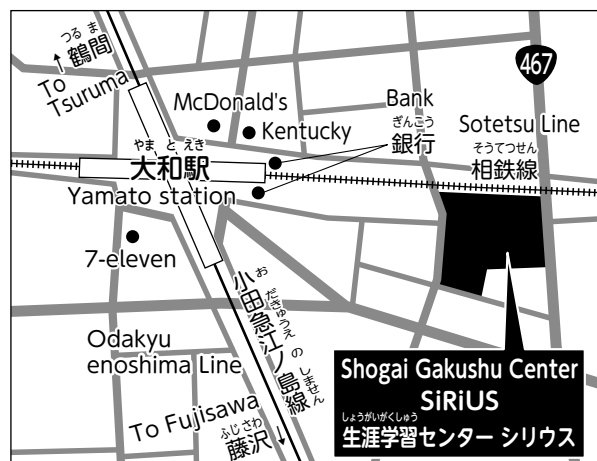 つる ま
↑鶴間
To
Tsuruma
McDonald's
Kentucky
Bank
ぎんこう
銀行
467
Sotetsu Line
そうてつせん
相鉄線
やま と えき
大和駅
Yamato station
7-eleven
お だきゅうえ の しません
小田急江ノ島線
Odakyu
enoshima Line
To Fujisawa
ふじさわ
藤沢↓
Shogai Gakushu Center
SiRiUS
しょうがいがくしゅう
生涯学習センター シリウス